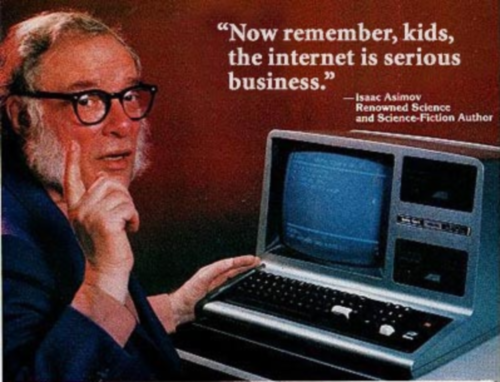 “Now remember, kids,
the internet is serious
business.”
—Isaac Asimov
Renowned Science
and Science-Fiction Author